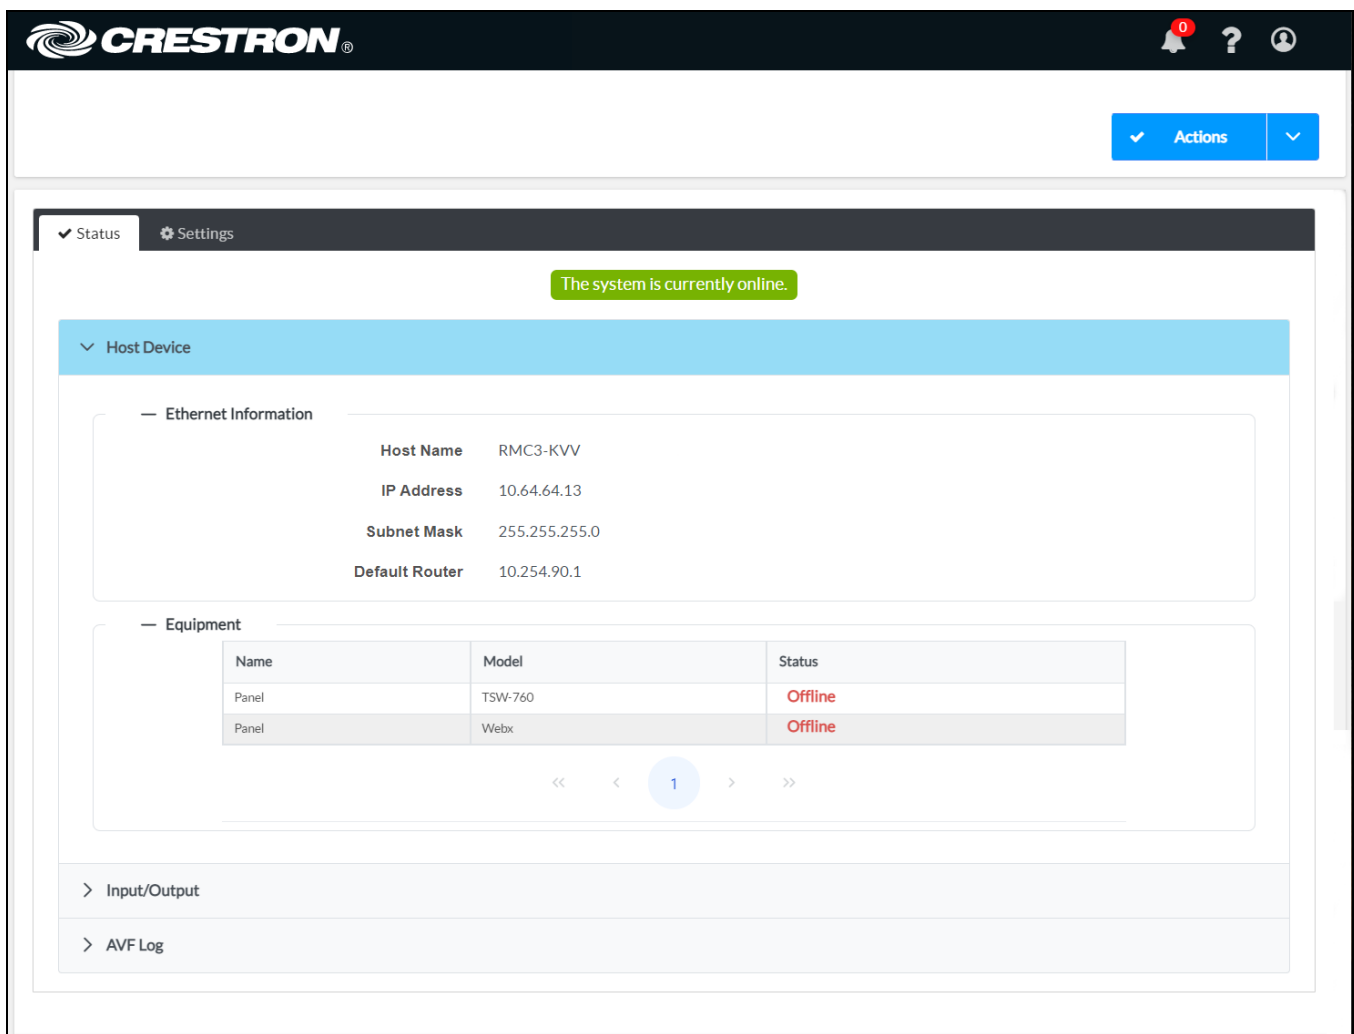 CRESTRON®
0
?
Actions
Status
Settings
The system is currently online.
Host Device
Ethernet Information
Host Name RMC3-KVV
IP Address 10.64.64.13
Subnet Mask 255.255.255.0
Default Router 10.254.90.1
Equipment
Name Model Status
Panel TSW-760 Offline
Panel Webx Offline
<< < 1 > >>
Input/Output
AVF Log